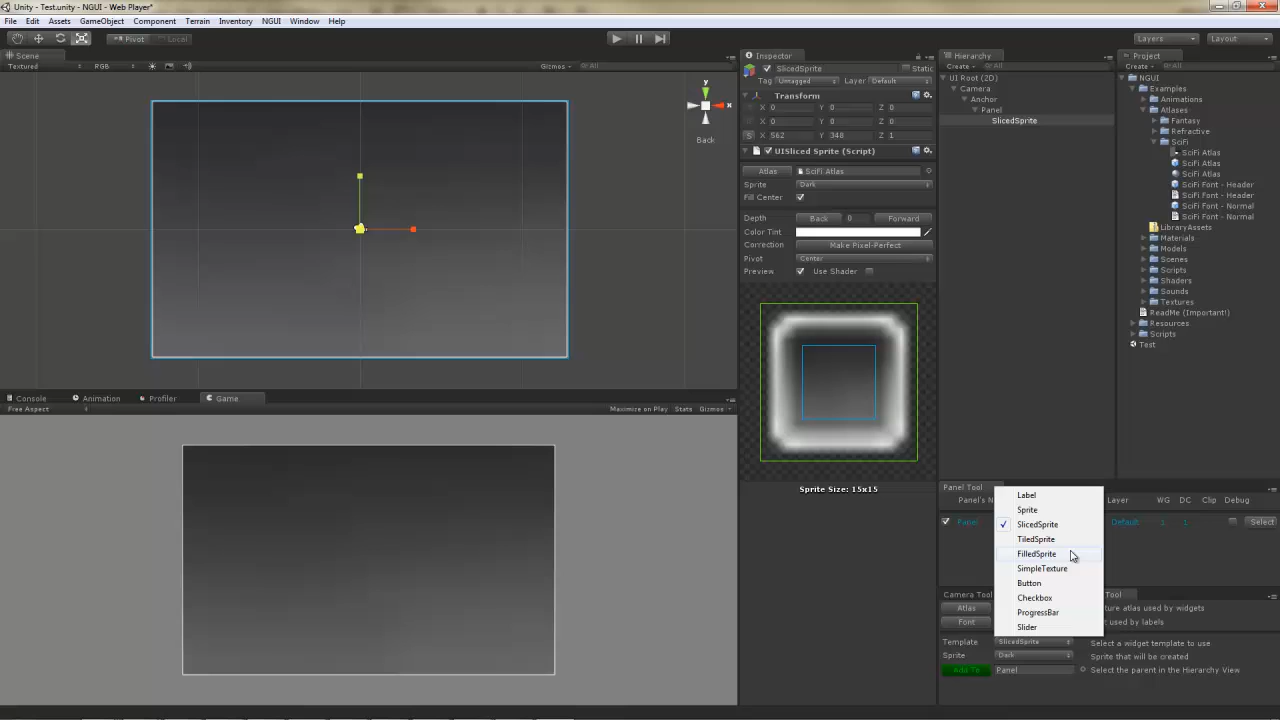 Unity - Test.unity - NGUI - Web Player*
File Edit Assets GameObject Component Terrain Inventory NGUI Window Help
Pivot Local
Layers Layout
Scene
Textured RGB Gizmos All
y
x
Back
Console Animation Profiler Game
Free Aspect Maximize on Play Stats Gizmos
Inspector
SlicedSprite Static
Tag Untagged Layer Default
Transform
X 0 Y 0 Z 0
X 0 Y 0 Z 0
S X 562 Y 348 Z 1
UISliced Sprite (Script)
Atlas SciFi Atlas
Sprite Dark
Fill Center
Depth Back 0 Forward
Color Tint
Correction Make Pixel-Perfect
Pivot Center
Preview Use Shader
Sprite Size: 15x15
Hierarchy
Create All
UI Root (2D)
Camera
Anchor
Panel
SlicedSprite
Project
Create All
NGUI
Examples
Animations
Atlases
Fantasy
Refractive
SciFi
SciFi Atlas
SciFi Atlas
SciFi Atlas
SciFi Font - Header
SciFi Font - Header
SciFi Font - Normal
SciFi Font - Normal
LibraryAssets
Materials
Models
Scenes
Scripts
Shaders
Sounds
Textures
ReadMe (Important!)
Resources
Scripts
Test
Panel Tool
Panel's N Layer WG DC Clip Debug
Panel Default 1 1 Select
Label
Sprite
SlicedSprite
TiledSprite
FilledSprite
SimpleTexture
Button
Checkbox
ProgressBar
Slider
Camera Tool Tool
Atlas ture atlas used by widgets
Font t used by labels
Template SlicedSprite Select a widget template to use
Sprite Dark Sprite that will be created
Add To Panel Select the parent in the Hierarchy View